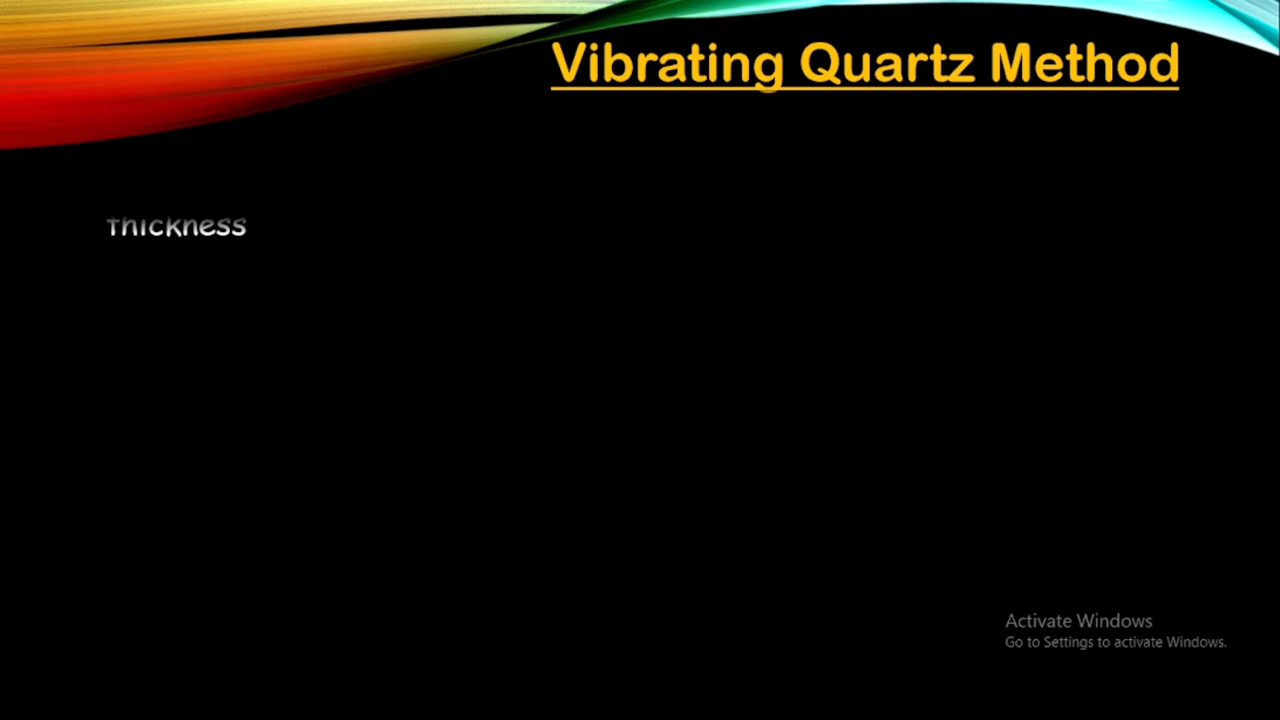 Vibrating Quartz Method
Thickness
Activate Windows
Go to Settings to activate Windows.